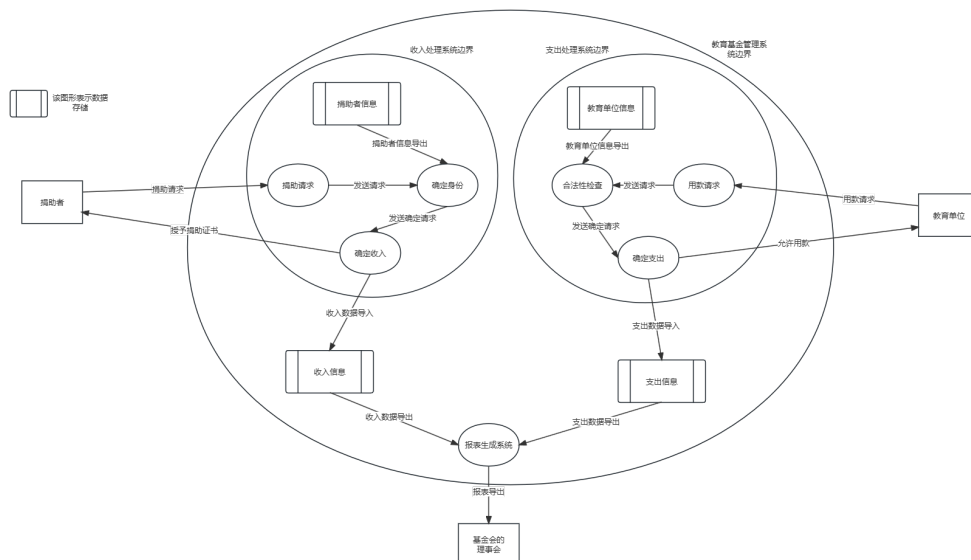 教育基金管理系
统边界
收入处理系统边界
支出处理系统边界
该图形表示数据
存储
捐助者信息
教育单位信息
捐助者信息导出
教育单位信息导出
捐助者
捐助请求
捐助请求
发送请求
确定身份
合法性检查
发送请求
用款请求
用款请求
教育单位
发送确定请求
发送确定请求
授予捐助证书
确定收入
确定支出
允许用款
收入数据导入
支出数据导入
收入信息
支出信息
收入数据导出
支出数据导出
报表生成系统
报表导出
基金会的
理事会